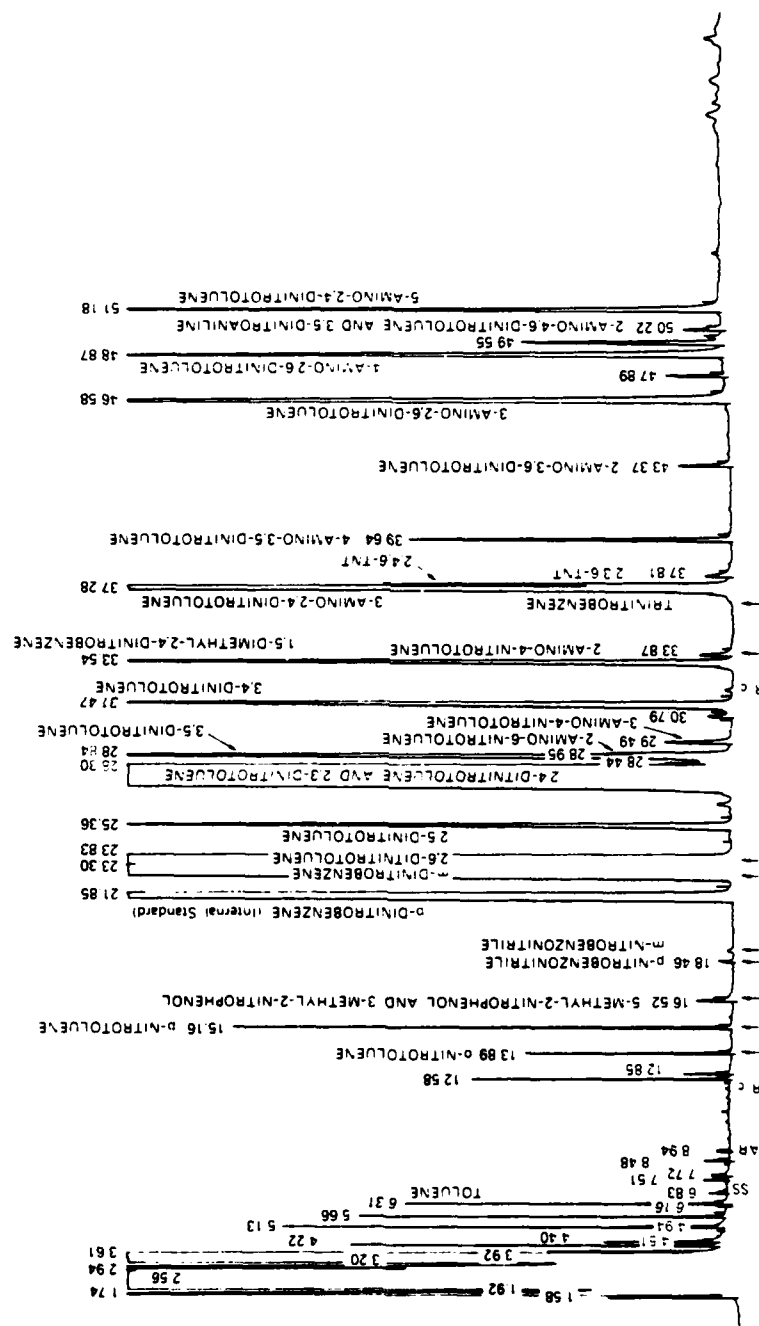 1.58
1.92
1.74
2.56
2.94
3.20
3.92
3.61
4.51
4.40
4.22
4.94
5.13
5.66
6.16
6.31
TOLUENE
6.83
SS
7.51
7.72
8.48
8.94
AR
12.58
R c
12.85
13.89 o-NITROTOLUENE
15.16 p-NITROTOLUENE
16.52 5-METHYL-2-NITROPHENOL AND 3-METHYL-2-NITROPHENOL
18.46 p-NITROBENZONITRILE
m-NITROBENZONITRILE
p-DINITROBENZENE (Internal Standard)
21.85
m-DINITROBENZENE
23.30
2,6-DINITROTOLUENE
23.83
2,5-DINITROTOLUENE
25.36
2,4-DITNITROTOLUENE AND 2,3-DINITROTOLUENE
28.44
28.95
28.84
3,5-DINITROTOLUENE
29.49
2-AMINO-6-NITROTOLUENE
3-AMINO-4-NITROTOLUENE
30.79
31.47
3,4-DINITROTOLUENE
R c
33.54
1,5-DIMETHYL-2,4-DINITROBENZENE
33.87 2-AMINO-4-NITROTOLUENE
TRINITROBENZENE
3-AMINO-2,4-DINITROTOLUENE
37.28
37.81 2,3,6-TNT
2,4,6-TNT
39.64 4-AMINO-3,5-DINITROTOLUENE
43.37 2-AMINO-3,6-DINITROTOLUENE
3-AMINO-2,6-DINITROTOLUENE
46.58
47.89
4-AMINO-2,6-DINITROTOLUENE
48.87
49.55
50.22 2-AMINO-4,6-DINITROTOLUENE AND 3,5-DINITROANILINE
51.18
5-AMINO-2,4-DINITROTOLUENE